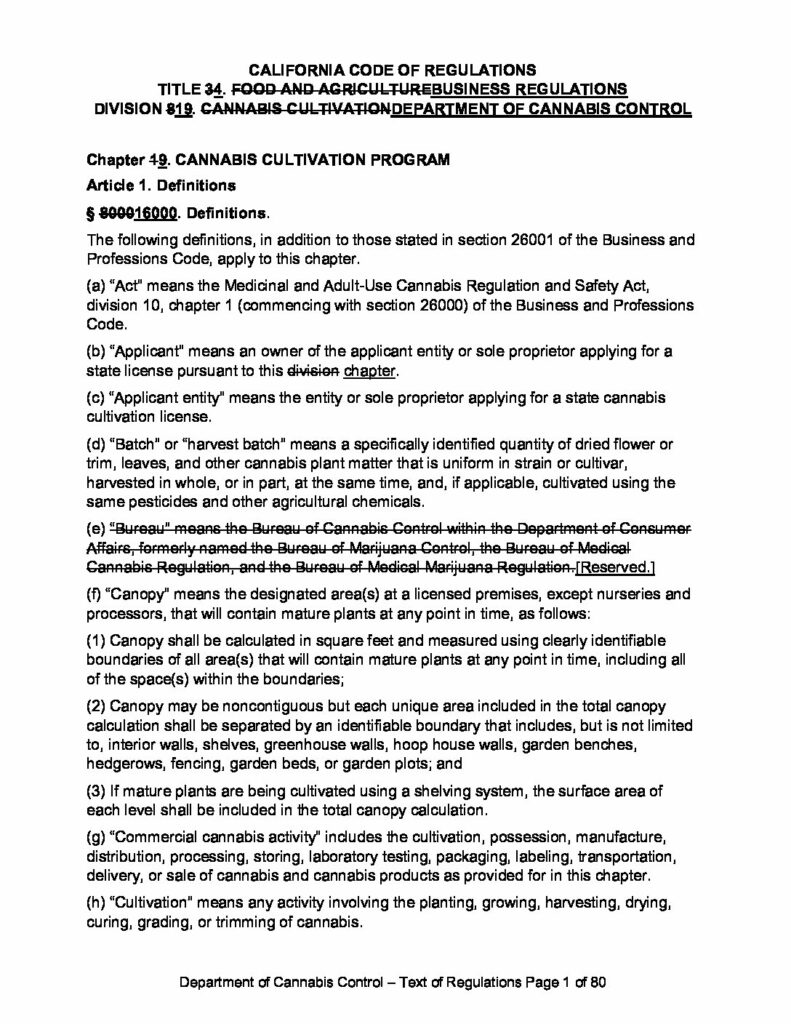 CALIFORNIA CODE OF REGULATIONS
TITLE 34. FOOD AND AGRICULTUREBUSINESS REGULATIONS
DIVISION 819. CANNABIS CULTIVATIONDEPARTMENT OF CANNABIS CONTROL
Chapter 19. CANNABIS CULTIVATION PROGRAM
Article 1. Definitions
§ 800016000. Definitions.
The following definitions, in addition to those stated in section 26001 of the Business and
Professions Code, apply to this chapter.
(a) "Act" means the Medicinal and Adult-Use Cannabis Regulation and Safety Act,
division 10, chapter 1 (commencing with section 26000) of the Business and Professions
Code.
(b) "Applicant" means an owner of the applicant entity or sole proprietor applying for a
state license pursuant to this division chapter.
(c) "Applicant entity" means the entity or sole proprietor applying for a state cannabis
cultivation license.
(d) "Batch" or "harvest batch" means a specifically identified quantity of dried flower or
trim, leaves, and other cannabis plant matter that is uniform in strain or cultivar,
harvested in whole, or in part, at the same time, and, if applicable, cultivated using the
same pesticides and other agricultural chemicals.
(e) "Bureau" means the Bureau of Cannabis Control within the Department of Consumer
Affairs, formerly named the Bureau of Marijuana Control, the Bureau of Medical
Cannabis Regulation, and the Bureau of Medical Marijuana Regulation.[Reserved.]
(f) "Canopy" means the designated area(s) at a licensed premises, except nurseries and
processors, that will contain mature plants at any point in time, as follows:
(1) Canopy shall be calculated in square feet and measured using clearly identifiable
boundaries of all area(s) that will contain mature plants at any point in time, including all
of the space(s) within the boundaries;
(2) Canopy may be noncontiguous but each unique area included in the total canopy
calculation shall be separated by an identifiable boundary that includes, but is not limited
to, interior walls, shelves, greenhouse walls, hoop house walls, garden benches,
hedgerows, fencing, garden beds, or garden plots; and
(3) If mature plants are being cultivated using a shelving system, the surface area of
each level shall be included in the total canopy calculation.
(g) "Commercial cannabis activity" includes the cultivation, possession, manufacture,
distribution, processing, storing, laboratory testing, packaging, labeling, transportation,
delivery, or sale of cannabis and cannabis products as provided for in this chapter.
(h) "Cultivation" means any activity involving the planting, growing, harvesting, drying,
curing, grading, or trimming of cannabis.
Department of Cannabis Control – Text of Regulations Page 1 of 80